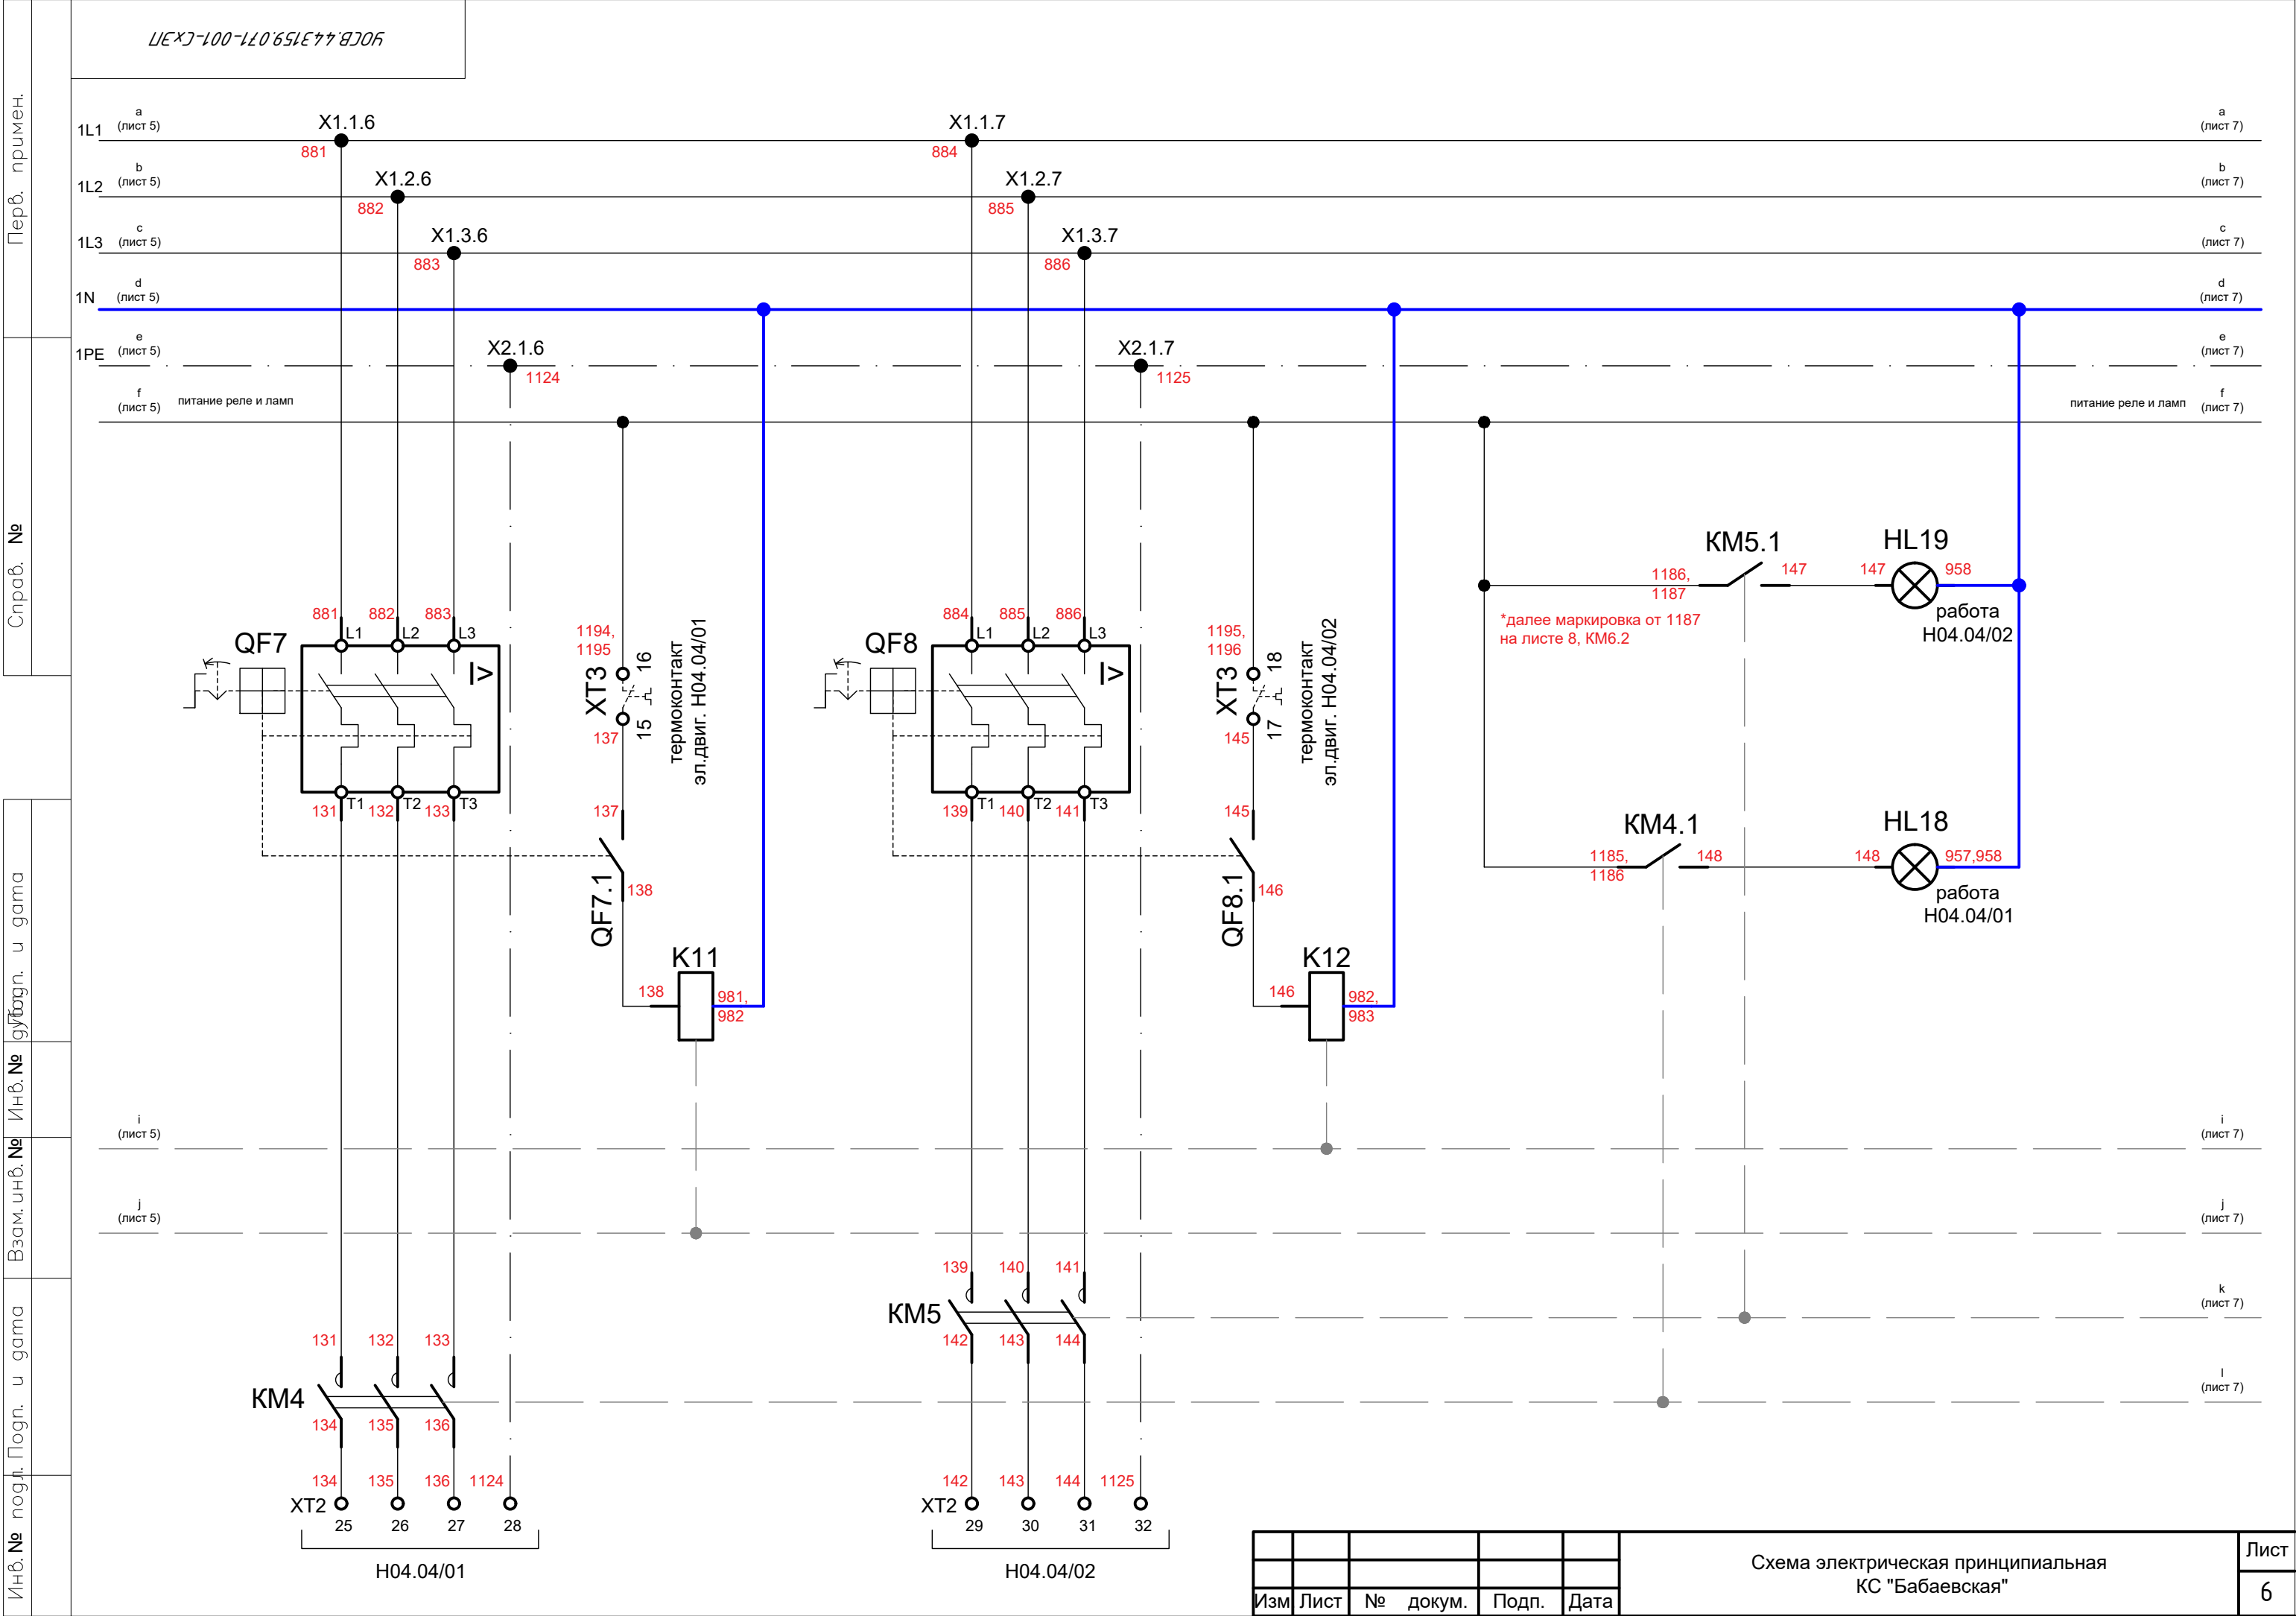 УОСВ.443159.071-001-СхЭП
Перв. примен.
Справ. №
Подп. и дата
Инв. № дубл.
Взам. инв. №
Подп. и дата
Инв. № подл.
1L1
a
(лист 5)
X1.1.6
881
X1.1.7
884
a
(лист 7)
1L2
b
(лист 5)
X1.2.6
882
X1.2.7
885
b
(лист 7)
1L3
c
(лист 5)
X1.3.6
883
X1.3.7
886
c
(лист 7)
1N
d
(лист 5)
d
(лист 7)
1PE
e
(лист 5)
X2.1.6
1124
X2.1.7
1125
e
(лист 7)
f
(лист 5)
питание реле и ламп
питание реле и ламп
f
(лист 7)
QF7
881
882
883
L1
L2
L3
I>
T1
T2
T3
131
132
133
1194,
1195
XT3
16
15
137
термоконтакт
эл.двиг. Н04.04/01
137
QF7.1
138
K11
138
981,
982
QF8
884
885
886
L1
L2
L3
I>
T1
T2
T3
139
140
141
1195,
1196
XT3
18
17
145
термоконтакт
эл.двиг. Н04.04/02
145
QF8.1
146
K12
146
982,
983
КМ5.1
1186,
1187
147
147
HL19
958
работа
Н04.04/02
*далее маркировка от 1187
на листе 8, КМ6.2
КМ4.1
1185,
1186
148
148
HL18
957,958
работа
Н04.04/01
i
(лист 5)
i
(лист 7)
j
(лист 5)
j
(лист 7)
k
(лист 7)
l
(лист 7)
139
140
141
КМ5
142
143
144
131
132
133
КМ4
134
135
136
134
135
136
1124
XT2
25
26
27
28
Н04.04/01
142
143
144
1125
XT2
29
30
31
32
Н04.04/02
Изм
Лист
№ докум.
Подп.
Дата
Схема электрическая принципиальная
КС "Бабаевская"
Лист
6